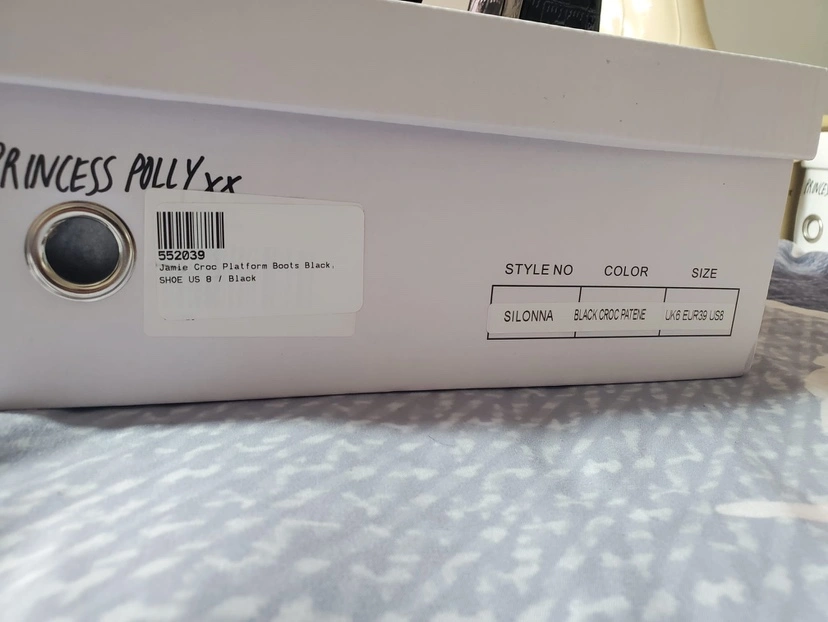 PRINCESS POLLY xx
552039
Jamie Croc Platform Boots Black,
SHOE US 8 / Black
STYLE NO COLOR SIZE
SILONNA BLACK CROC PATENE UK6 EUR39 US8
PRINCESS